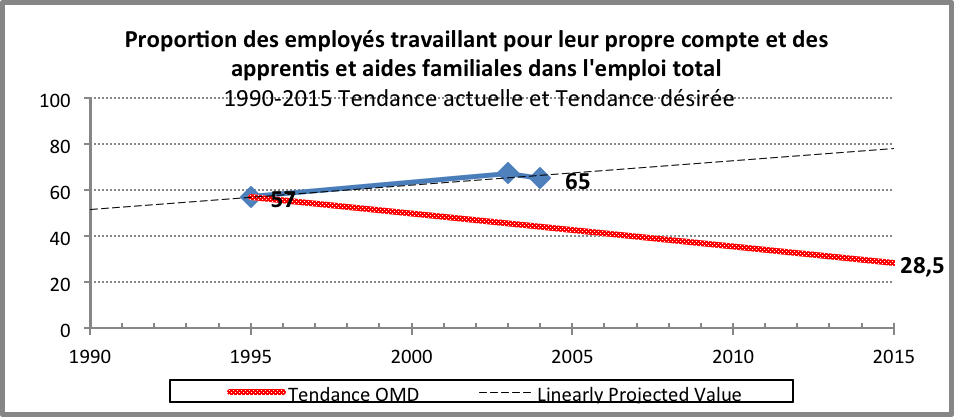 Proportion des employés travaillant pour leur propre compte et des
apprentis et aides familiales dans l'emploi total
1990-2015 Tendance actuelle et Tendance désirée
100
80
60
40
20
0
57
65
28,5
1990 1995 2000 2005 2010 2015
Tendance OMD Linearly Projected Value